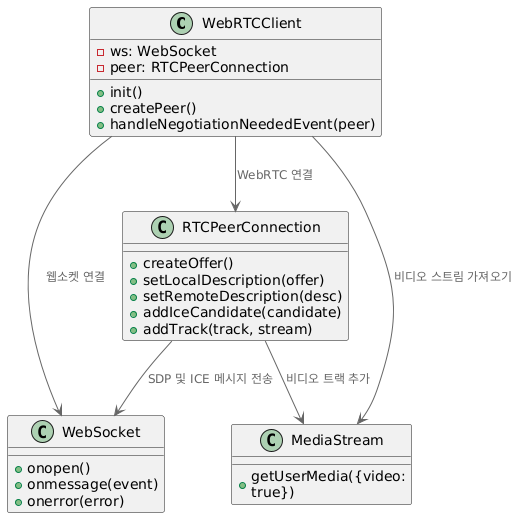 C WebRTCClient
ws: WebSocket
peer: RTCPeerConnection
init()
createPeer()
handleNegotiationNeededEvent(peer)
WebRTC 연결
C RTCPeerConnection
createOffer()
setLocalDescription(offer)
setRemoteDescription(desc)
addIceCandidate(candidate)
addTrack(track, stream)
웹소켓 연결
비디오 스트림 가져오기
SDP 및 ICE 메시지 전송
비디오 트랙 추가
C WebSocket
onopen()
onmessage(event)
onerror(error)
C MediaStream
getUserMedia({video:
true})